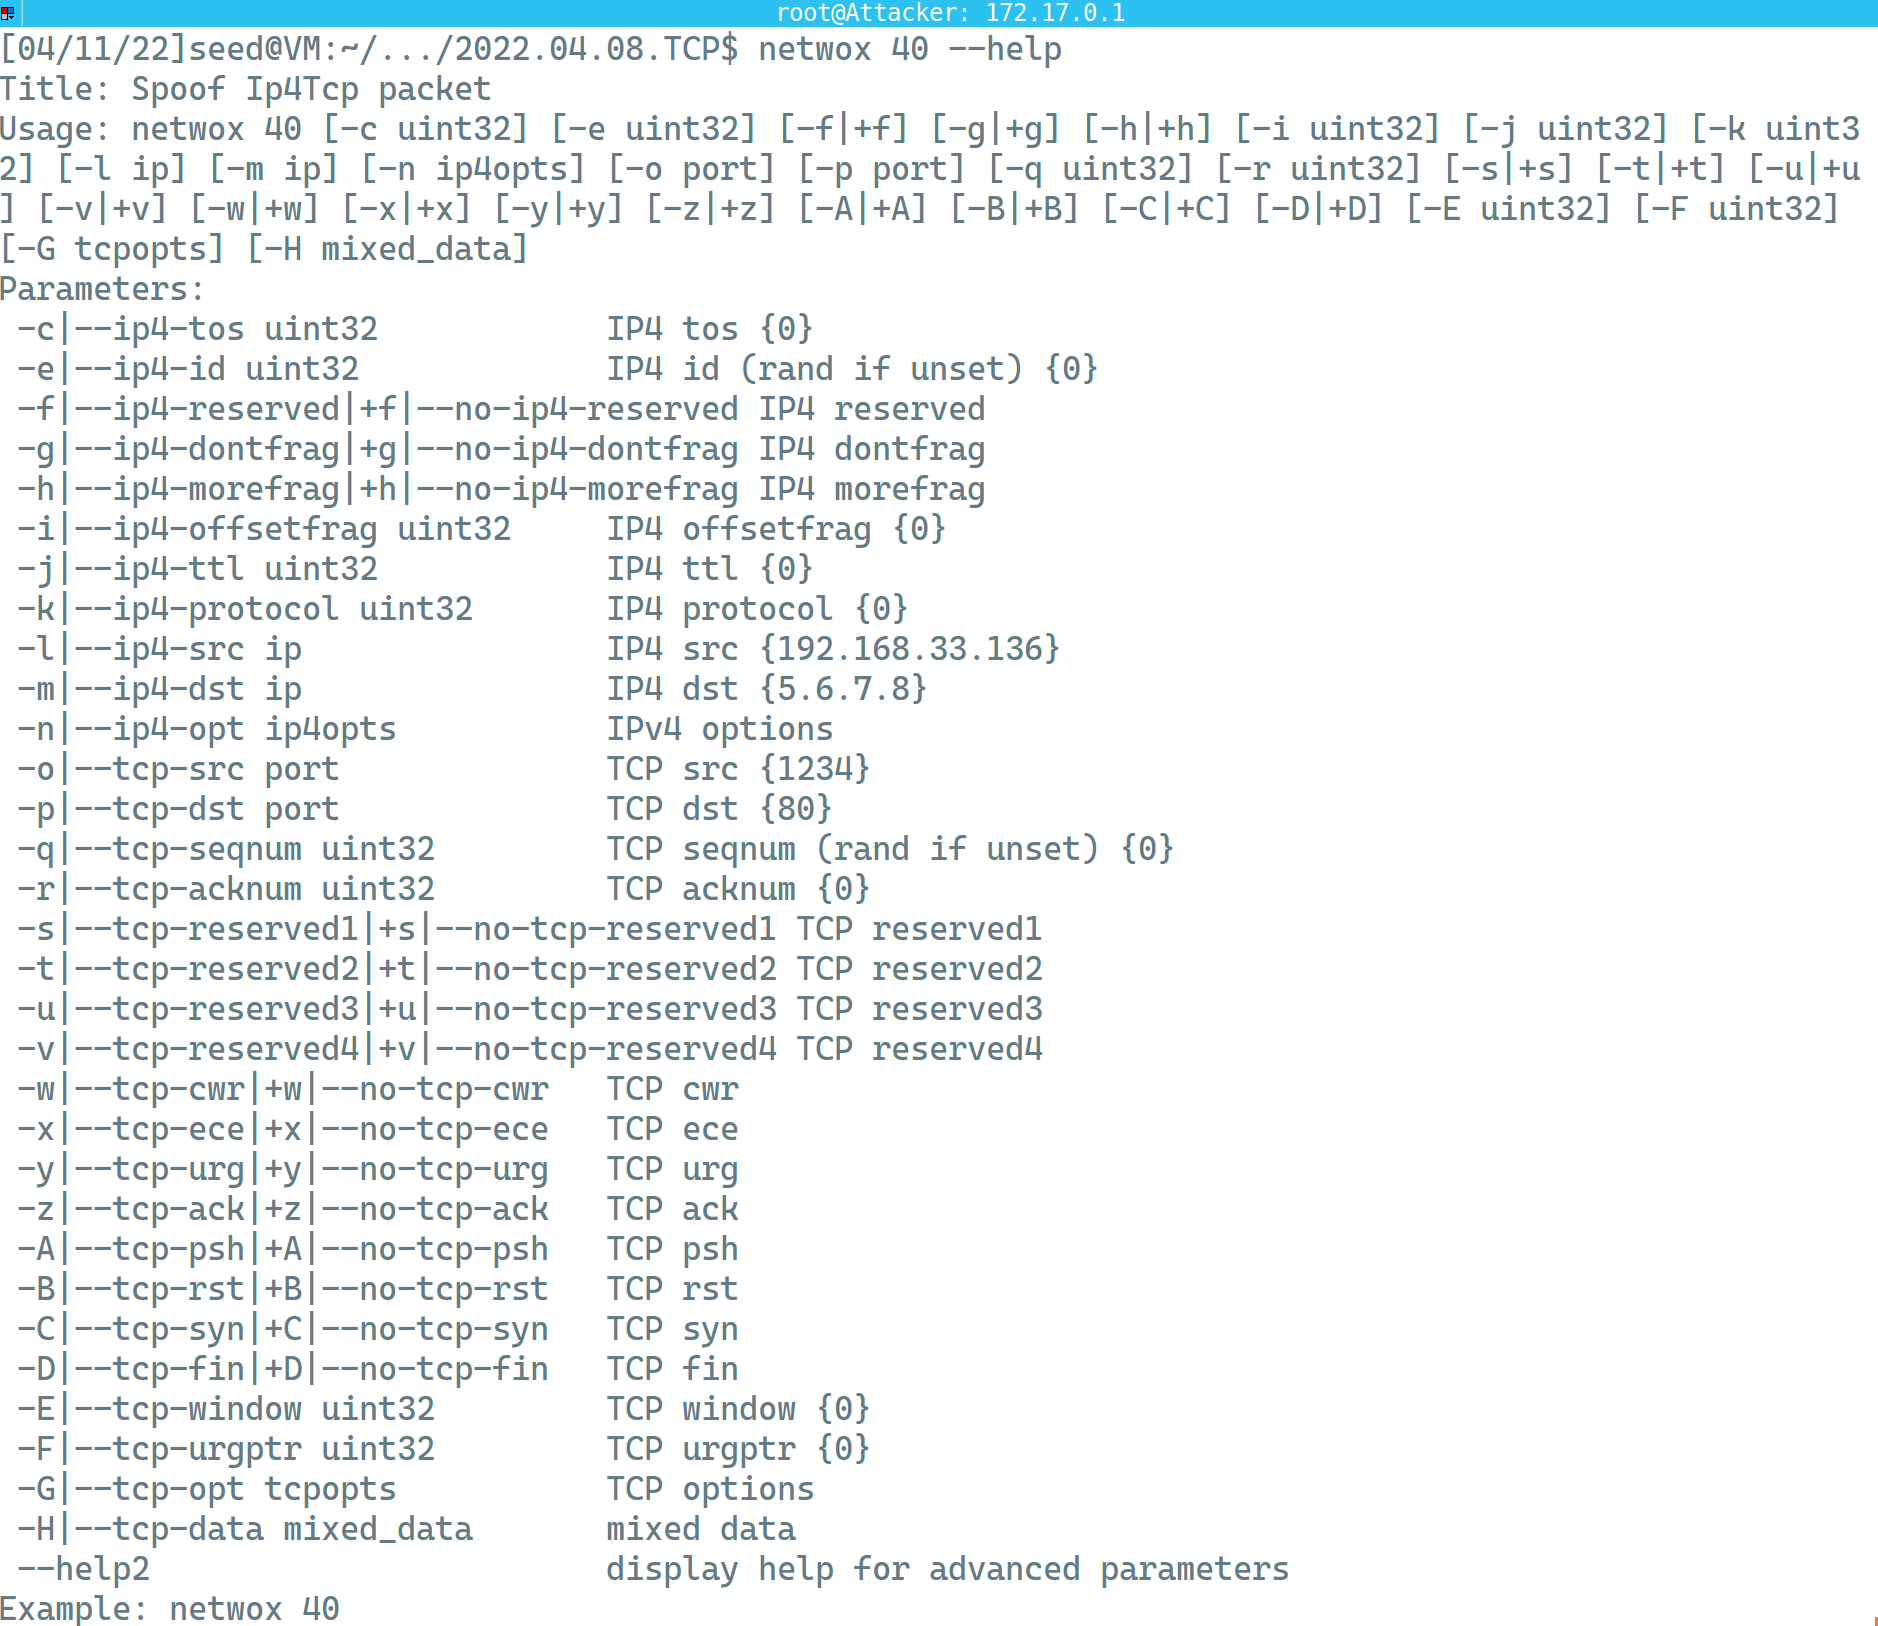 root@Attacker: 172.17.0.1
[04/11/22]seed@VM:~/.../2022.04.08.TCP$ netwox 40 --help
Title: Spoof Ip4Tcp packet
Usage: netwox 40 [-c uint32] [-e uint32] [-f|+f] [-g|+g] [-h|+h] [-i uint32] [-j uint32] [-k uint3
2] [-l ip] [-m ip] [-n ip4opts] [-o port] [-p port] [-q uint32] [-r uint32] [-s|+s] [-t|+t] [-u|+u
] [-v|+v] [-w|+w] [-x|+x] [-y|+y] [-z|+z] [-A|+A] [-B|+B] [-C|+C] [-D|+D] [-E uint32] [-F uint32]
[-G tcpopts] [-H mixed_data]
Parameters:
 -c|--ip4-tos uint32            IP4 tos {0}
 -e|--ip4-id uint32             IP4 id (rand if unset) {0}
 -f|--ip4-reserved|+f|--no-ip4-reserved IP4 reserved
 -g|--ip4-dontfrag|+g|--no-ip4-dontfrag IP4 dontfrag
 -h|--ip4-morefrag|+h|--no-ip4-morefrag IP4 morefrag
 -i|--ip4-offsetfrag uint32     IP4 offsetfrag {0}
 -j|--ip4-ttl uint32            IP4 ttl {0}
 -k|--ip4-protocol uint32       IP4 protocol {0}
 -l|--ip4-src ip                IP4 src {192.168.33.136}
 -m|--ip4-dst ip                IP4 dst {5.6.7.8}
 -n|--ip4-opt ip4opts           IPv4 options
 -o|--tcp-src port              TCP src {1234}
 -p|--tcp-dst port              TCP dst {80}
 -q|--tcp-seqnum uint32         TCP seqnum (rand if unset) {0}
 -r|--tcp-acknum uint32         TCP acknum {0}
 -s|--tcp-reserved1|+s|--no-tcp-reserved1 TCP reserved1
 -t|--tcp-reserved2|+t|--no-tcp-reserved2 TCP reserved2
 -u|--tcp-reserved3|+u|--no-tcp-reserved3 TCP reserved3
 -v|--tcp-reserved4|+v|--no-tcp-reserved4 TCP reserved4
 -w|--tcp-cwr|+w|--no-tcp-cwr   TCP cwr
 -x|--tcp-ece|+x|--no-tcp-ece   TCP ece
 -y|--tcp-urg|+y|--no-tcp-urg   TCP urg
 -z|--tcp-ack|+z|--no-tcp-ack   TCP ack
 -A|--tcp-psh|+A|--no-tcp-psh   TCP psh
 -B|--tcp-rst|+B|--no-tcp-rst   TCP rst
 -C|--tcp-syn|+C|--no-tcp-syn   TCP syn
 -D|--tcp-fin|+D|--no-tcp-fin   TCP fin
 -E|--tcp-window uint32         TCP window {0}
 -F|--tcp-urgptr uint32         TCP urgptr {0}
 -G|--tcp-opt tcpopts           TCP options
 -H|--tcp-data mixed_data       mixed data
 --help2                        display help for advanced parameters
Example: netwox 40